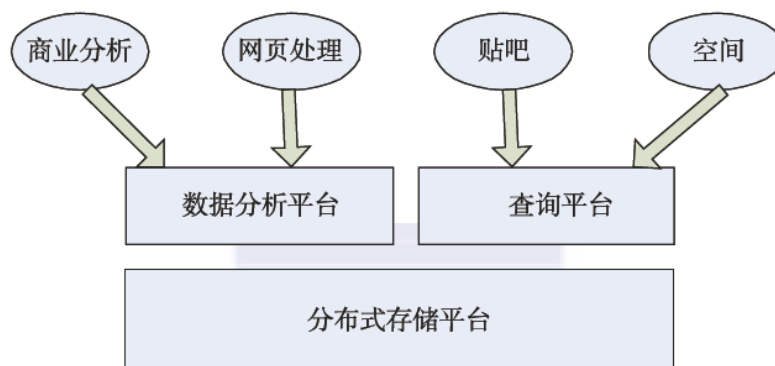 商业分析
网页处理
贴吧
空间
数据分析平台
查询平台
分布式存储平台